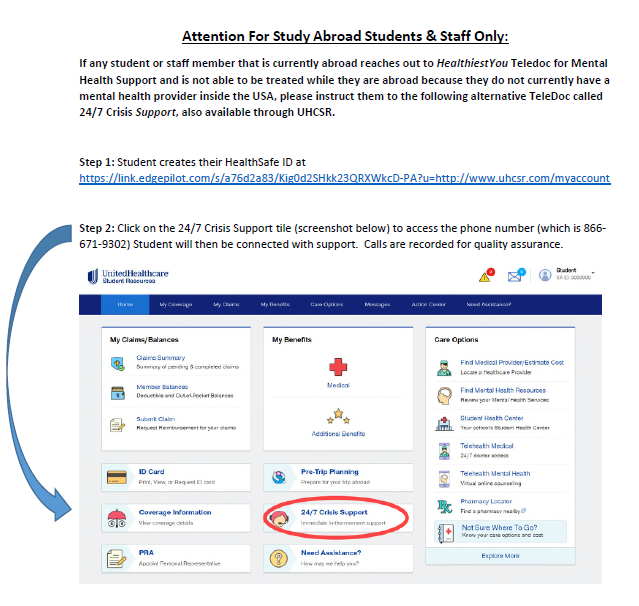 Attention For Study Abroad Students & Staff Only:
If any student or staff member that is currently abroad reaches out to HealthiestYou Teledoc for Mental
Health Support and is not able to be treated while they are abroad because they do not currently have a
mental health provider inside the USA, please instruct them to the following alternative TeleDoc called
24/7 Crisis Support, also available through UHCSR.
Step 1: Student creates their HealthSafe ID at
https://link.edgepilot.com/s/a76d2a83/Kig0d2SHkk23QRXWkcD-PA?u=http://www.uhcsr.com/myaccount
Step 2: Click on the 24/7 Crisis Support tile (screenshot below) to access the phone number (which is 866-
671-9302) Student will then be connected with support. Calls are recorded for quality assurance.
UnitedHealthcare
Student Resources
Student
SR ID: 0000000
Home My Coverage My Claims My Benefits Care Options Messages Action Center Need Assistance?
My Claims/Balances
Claims Summary
Summary of pending & completed claims
Member Balances
Deductible and Out-of-Pocket Balances
Submit Claim
Request Reimbursement for your claims
My Benefits
Medical
Additional Benefits
Care Options
Find Medical Provider/Estimate Cost
Locate a Healthcare Provider
Find Mental Health Resources
Review your Mental Health Services
Student Health Center
Your school's Student Health Center
Telehealth Medical
24/7 doctor access
Telehealth Mental Health
Virtual online counseling
Pharmacy Locator
Find a pharmacy nearby
Not Sure Where To Go?
Know your care options and cost
Explore More
ID Card
Print, View, or Request ID card
Pre-Trip Planning
Prepare for your trip abroad
Coverage Information
View coverage details
24/7 Crisis Support
Immediate in-the-moment support
PRA
Appoint Personal Representative
Need Assistance?
How may we help you?